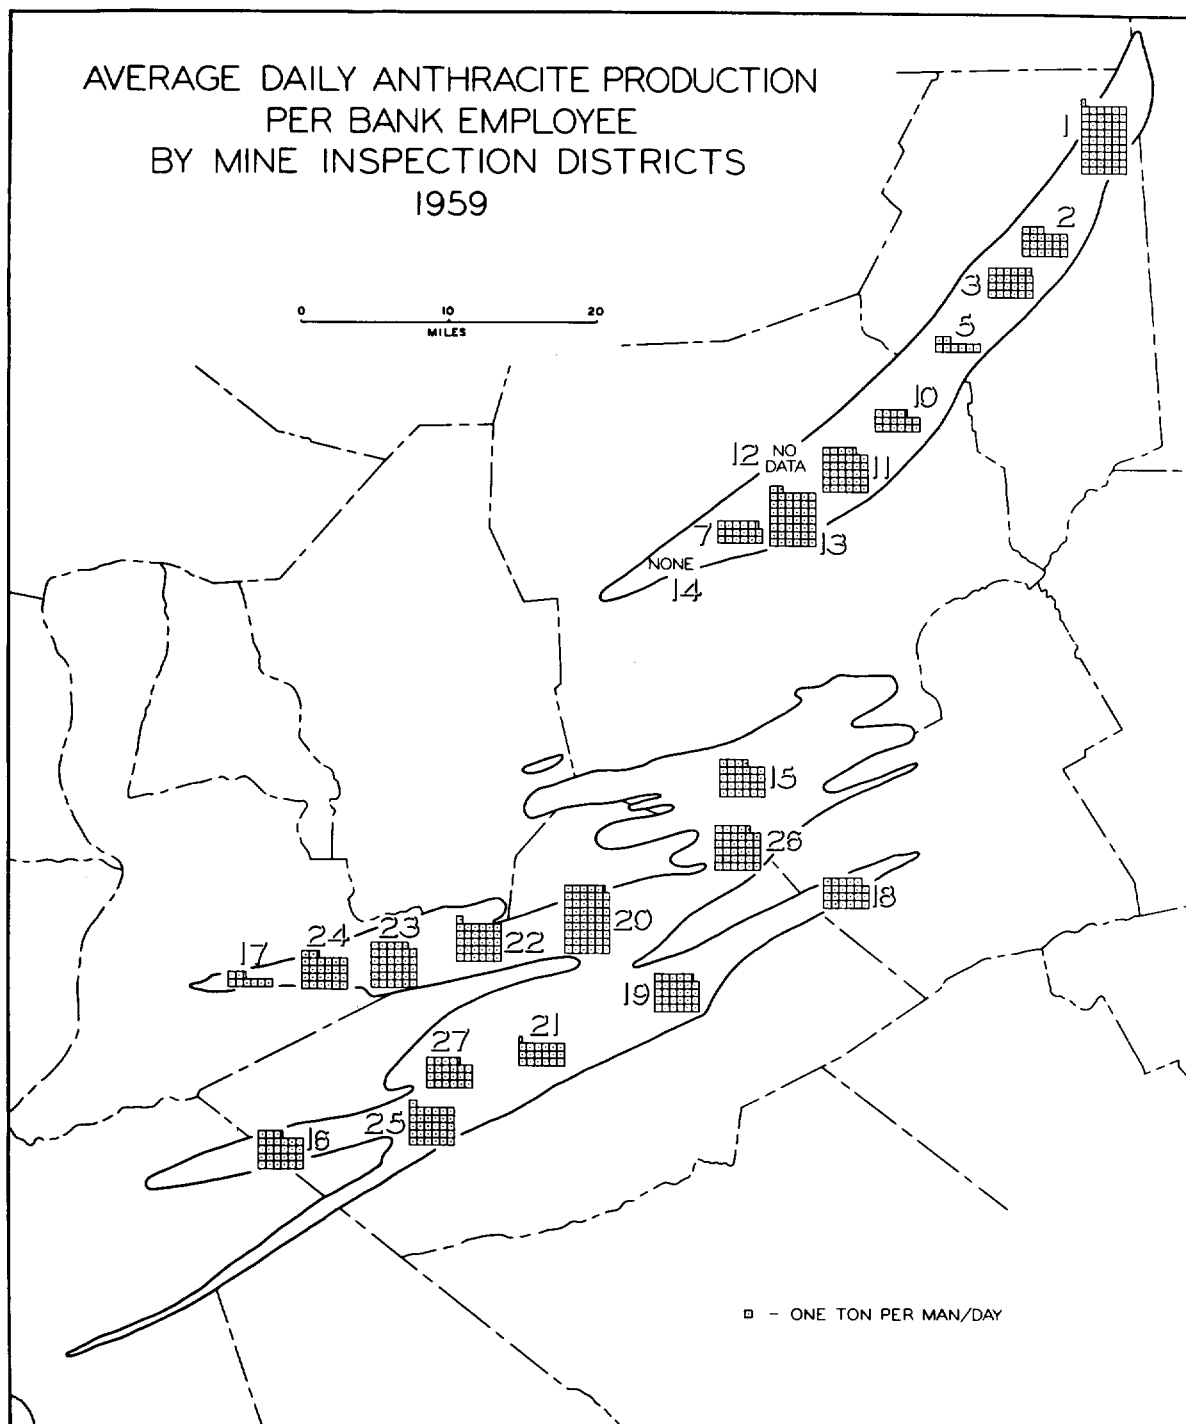 AVERAGE DAILY ANTHRACITE PRODUCTION
PER BANK EMPLOYEE
BY MINE INSPECTION DISTRICTS
1959
0 10 20
MILES
1
2
3
5
10
12 NO DATA
11
7
13
NONE
14
15
26
18
20
22
23
24
17
19
21
27
25
16
- ONE TON PER MAN/DAY